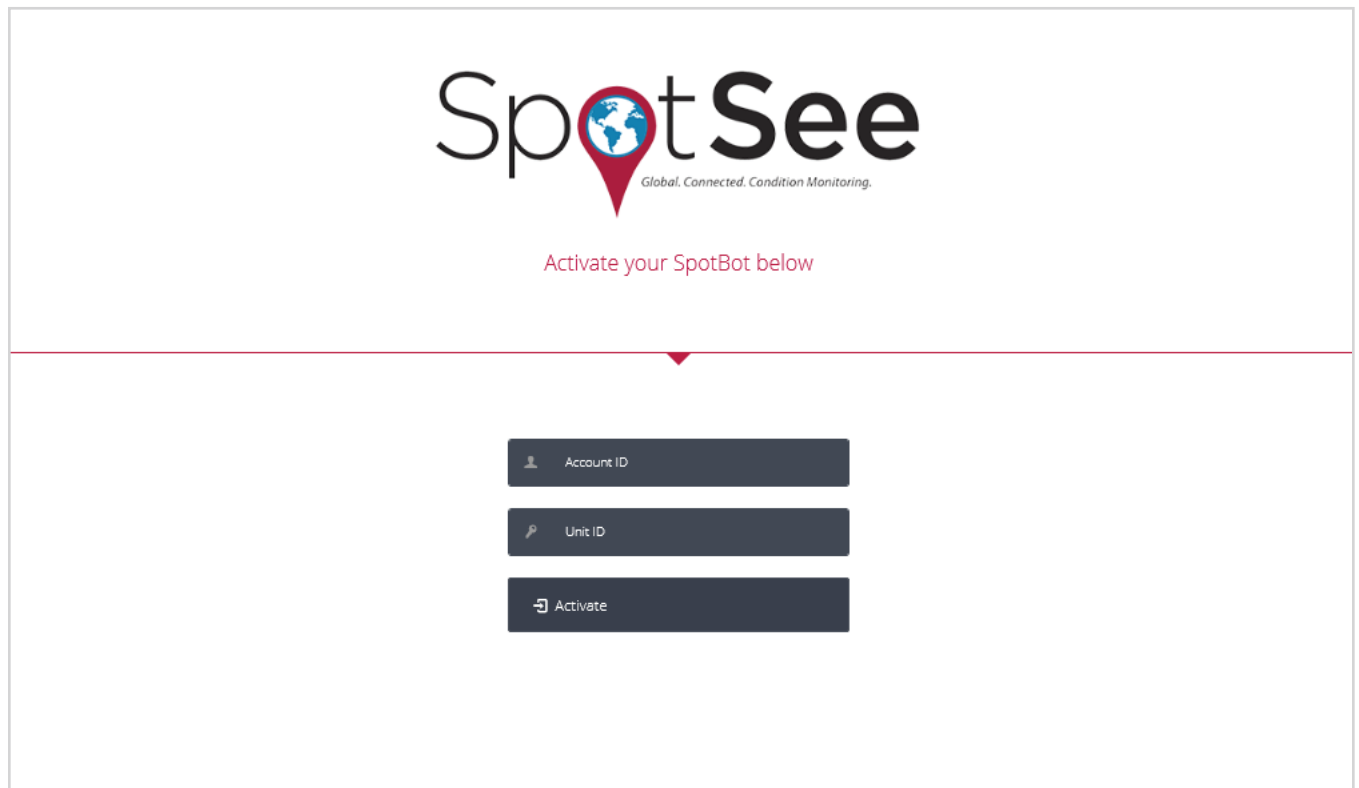 SpotSee
Global. Connected. Condition Monitoring.
Activate your SpotBot below
Account ID
Unit ID
Activate